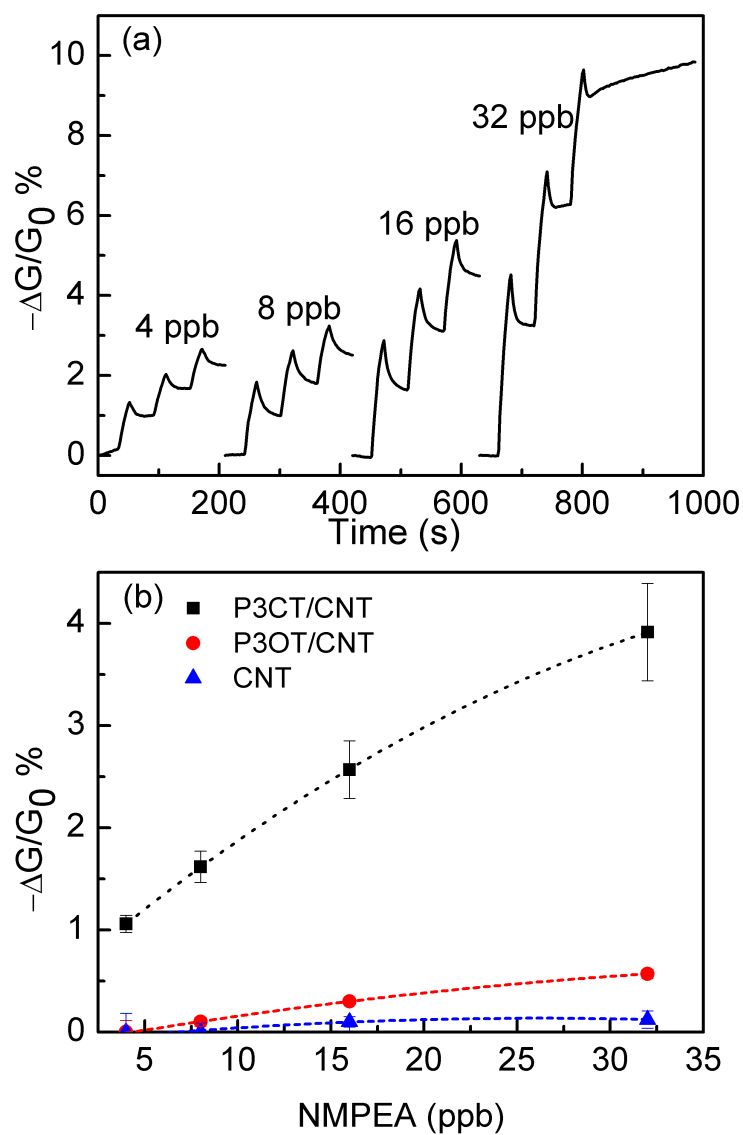 (a)
10
8
6
4
2
0
−ΔG/G0 %
4 ppb
8 ppb
16 ppb
32 ppb
0 200 400 600 800 1000
Time (s)
(b)
P3CT/CNT
P3OT/CNT
CNT
4
3
2
1
0
−ΔG/G0 %
5 10 15 20 25 30 35
NMPEA (ppb)